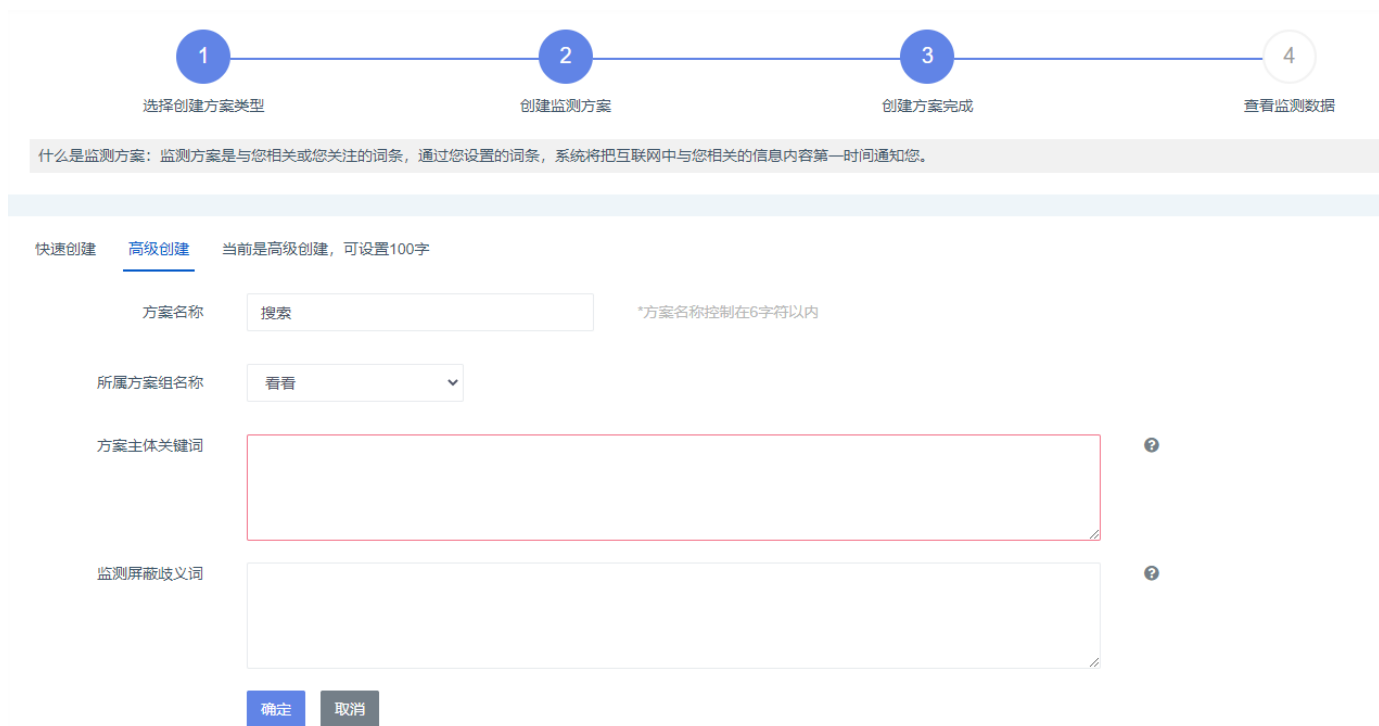 1 2 3 4
选择创建方案类型 创建监测方案 创建方案完成 查看监测数据
什么是监测方案：监测方案是与您相关或您关注的词条，通过您设置的词条，系统将把互联网中与您相关的信息内容第一时间通知您。
快速创建 高级创建 当前是高级创建，可设置100字
方案名称 搜索 *方案名称控制在6字符以内
所属方案组名称 看看
方案主体关键词 ?
监测屏蔽歧义词 ?
确定 取消